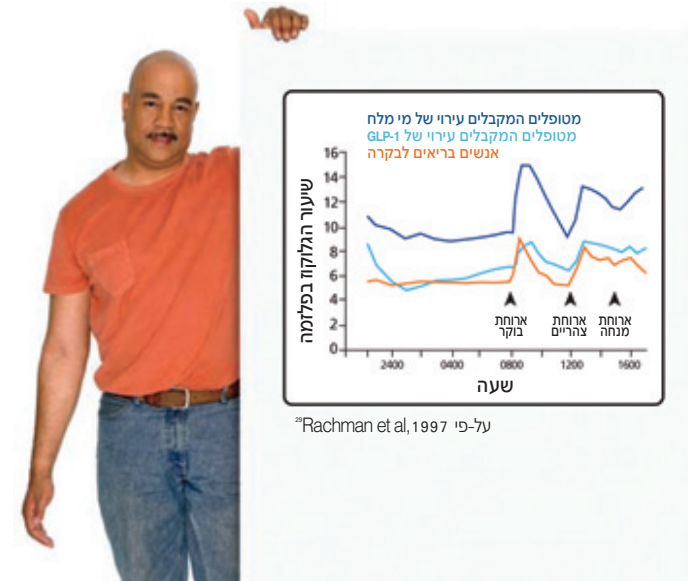 מטופלים המקבלים עירוי של מי מלח
מטופלים המקבלים עירוי של GLP-1
אנשים בריאים לבקרה
שיעור הגלוקוז בפלזמה
16
14
12
10
8
6
4
2
0
ארוחת בוקר
ארוחת צהריים
ארוחת מנחה
2400 0400 0800 1200 1600
שעה
על-פי Rachman et al, 1997 29